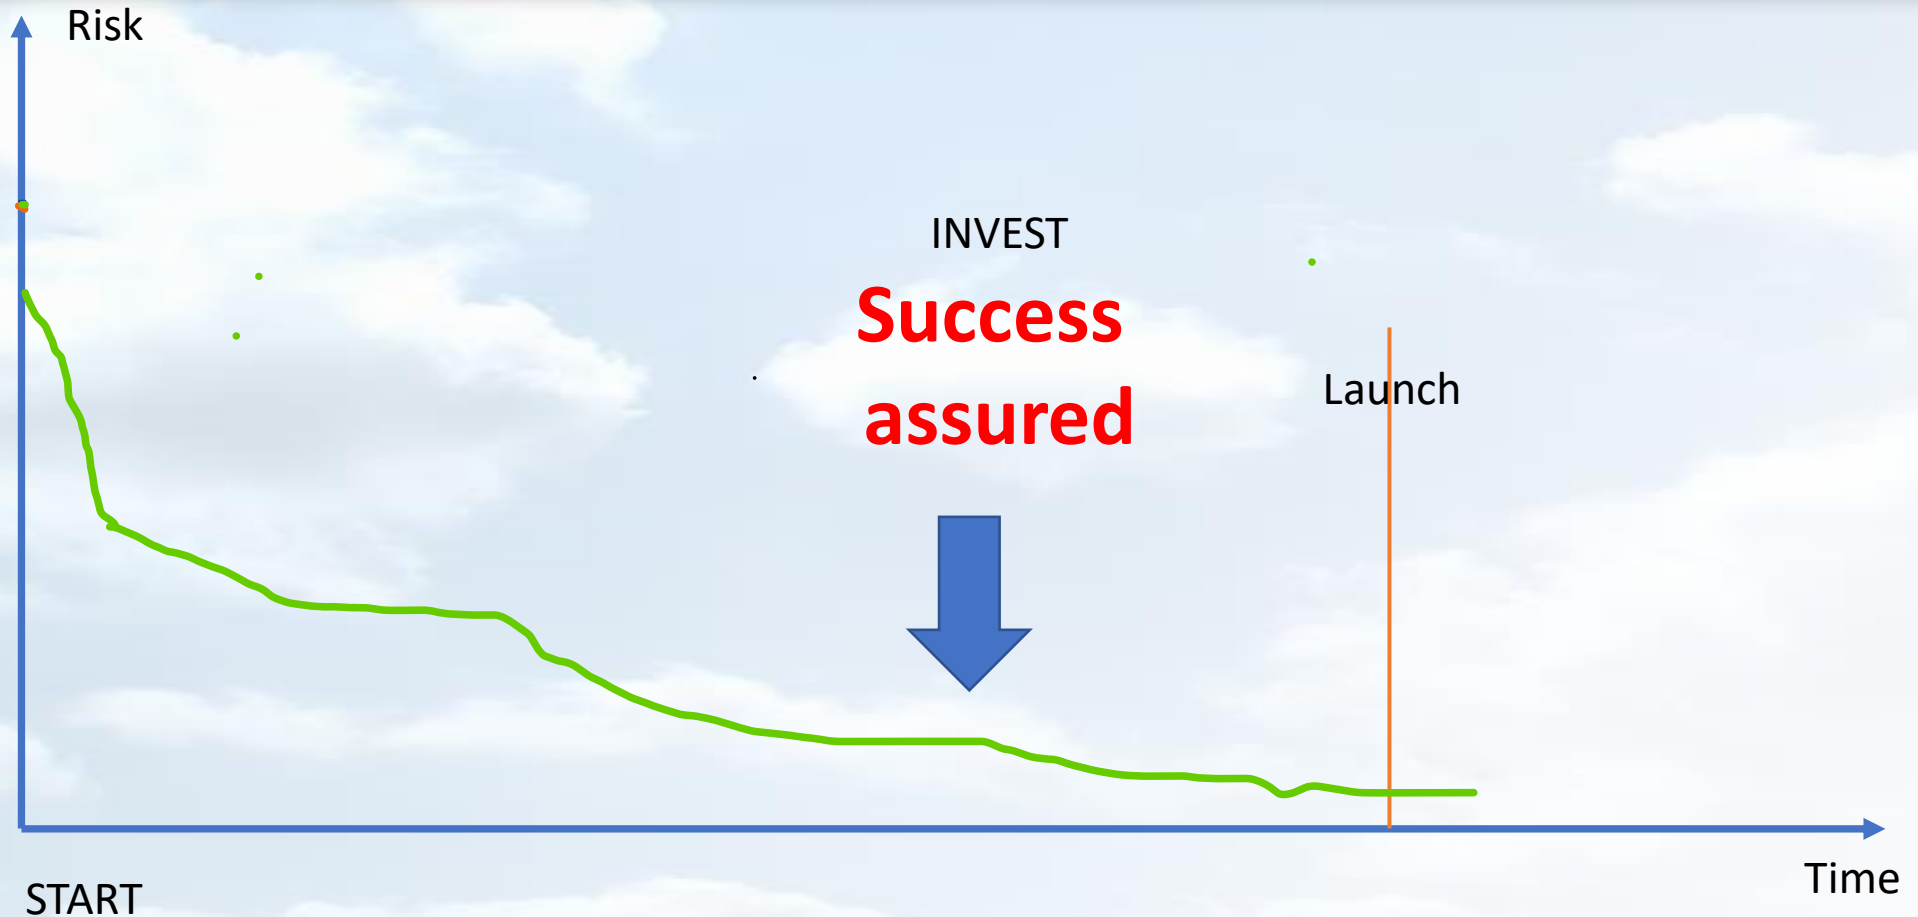 Risk
INVEST
Success
assured
Launch
Time
START